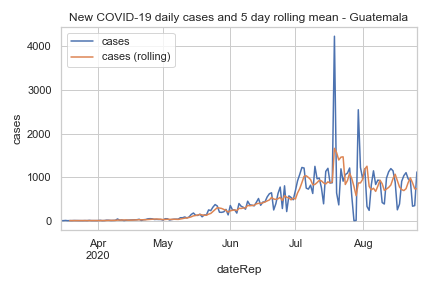 New COVID-19 daily cases and 5 day rolling mean - Guatemala
cases
cases (rolling)
4000
3000
2000
1000
0
cases
Apr
2020
May
Jun
Jul
Aug
dateRep